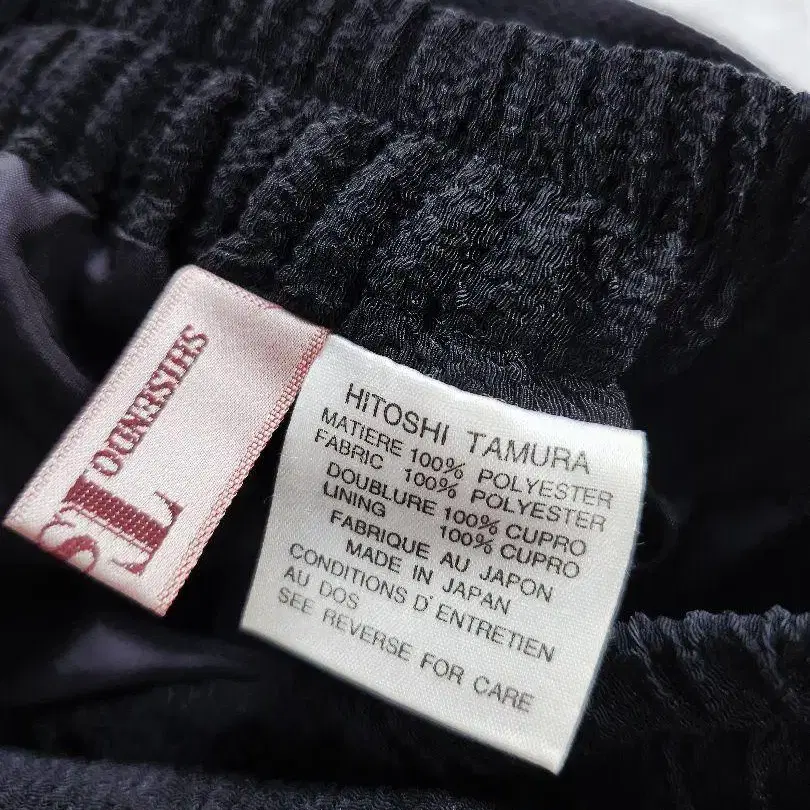 SHISENDOO
HITOSHI TAMURA
MATIERE 100% POLYESTER
FABRIC 100% POLYESTER
DOUBLURE 100% CUPRO
LINING 100% CUPRO
FABRIQUE AU JAPON
MADE IN JAPAN
CONDITIONS D'ENTRETIEN
AU DOS
SEE REVERSE FOR CARE